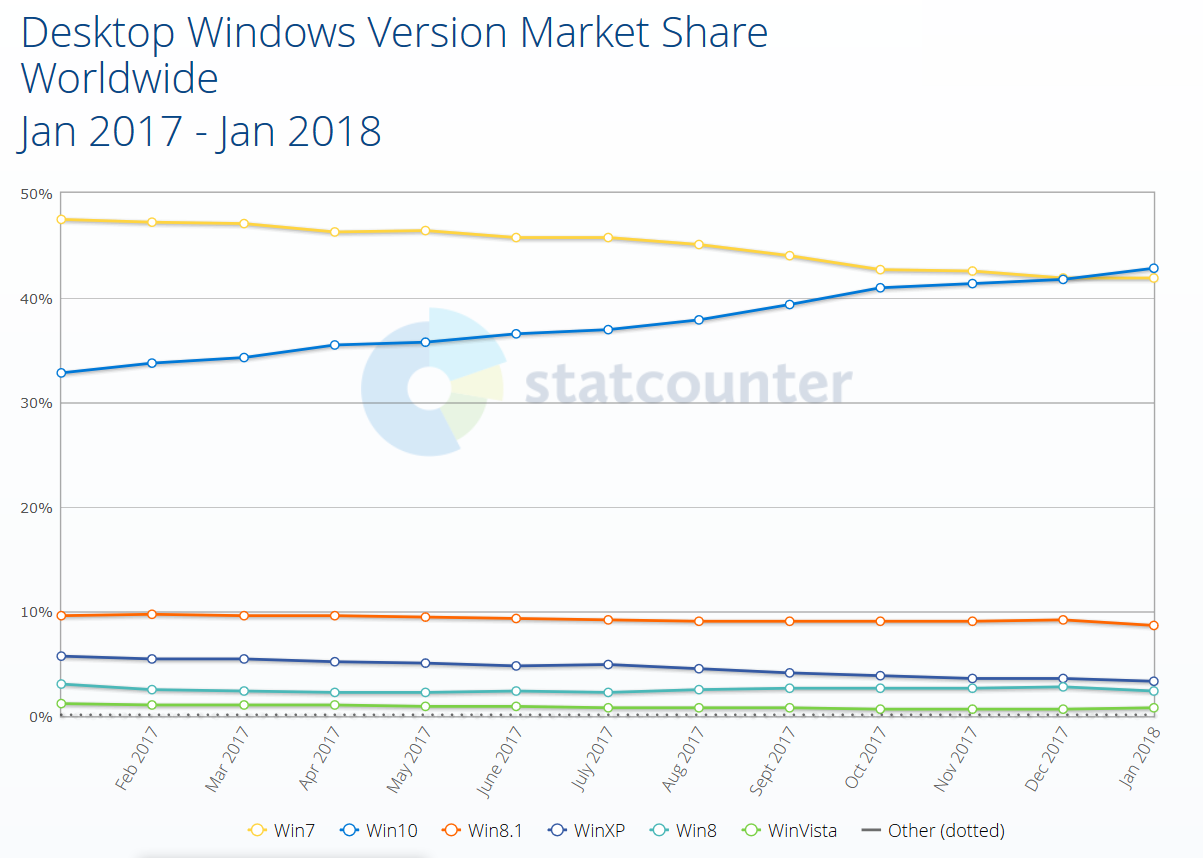 Desktop Windows Version Market Share
Worldwide
Jan 2017 - Jan 2018
50%
40%
30%
20%
10%
0%
statcounter
Feb 2017
Mar 2017
Apr 2017
May 2017
June 2017
July 2017
Aug 2017
Sept 2017
Oct 2017
Nov 2017
Dec 2017
Jan 2018
Win7 Win10 Win8.1 WinXP Win8 WinVista Other (dotted)